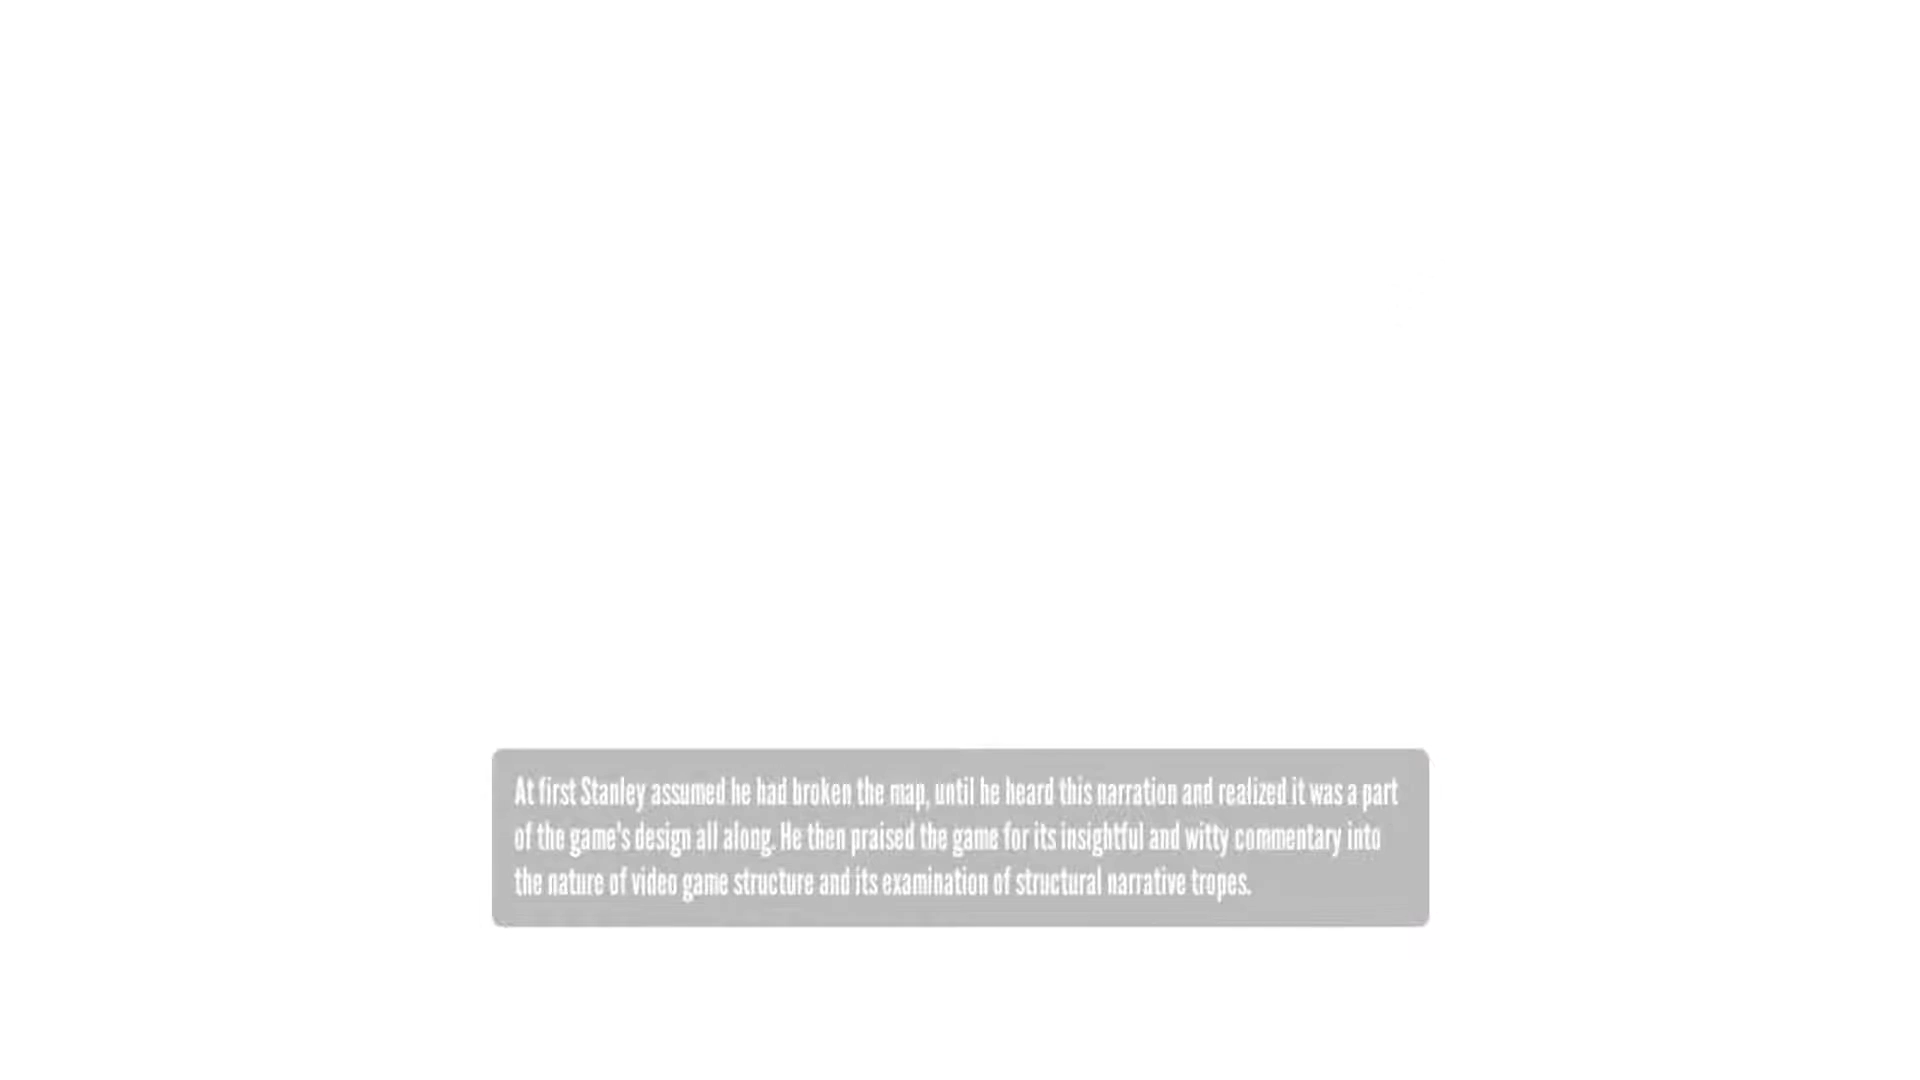 At first Stanley assumed he had broken the map, until he heard this narration and realized it was a part
of the game's design all along. He then praised the game for its insightful and witty commentary into
the nature of video game structure and its examination of structural narrative tropes.